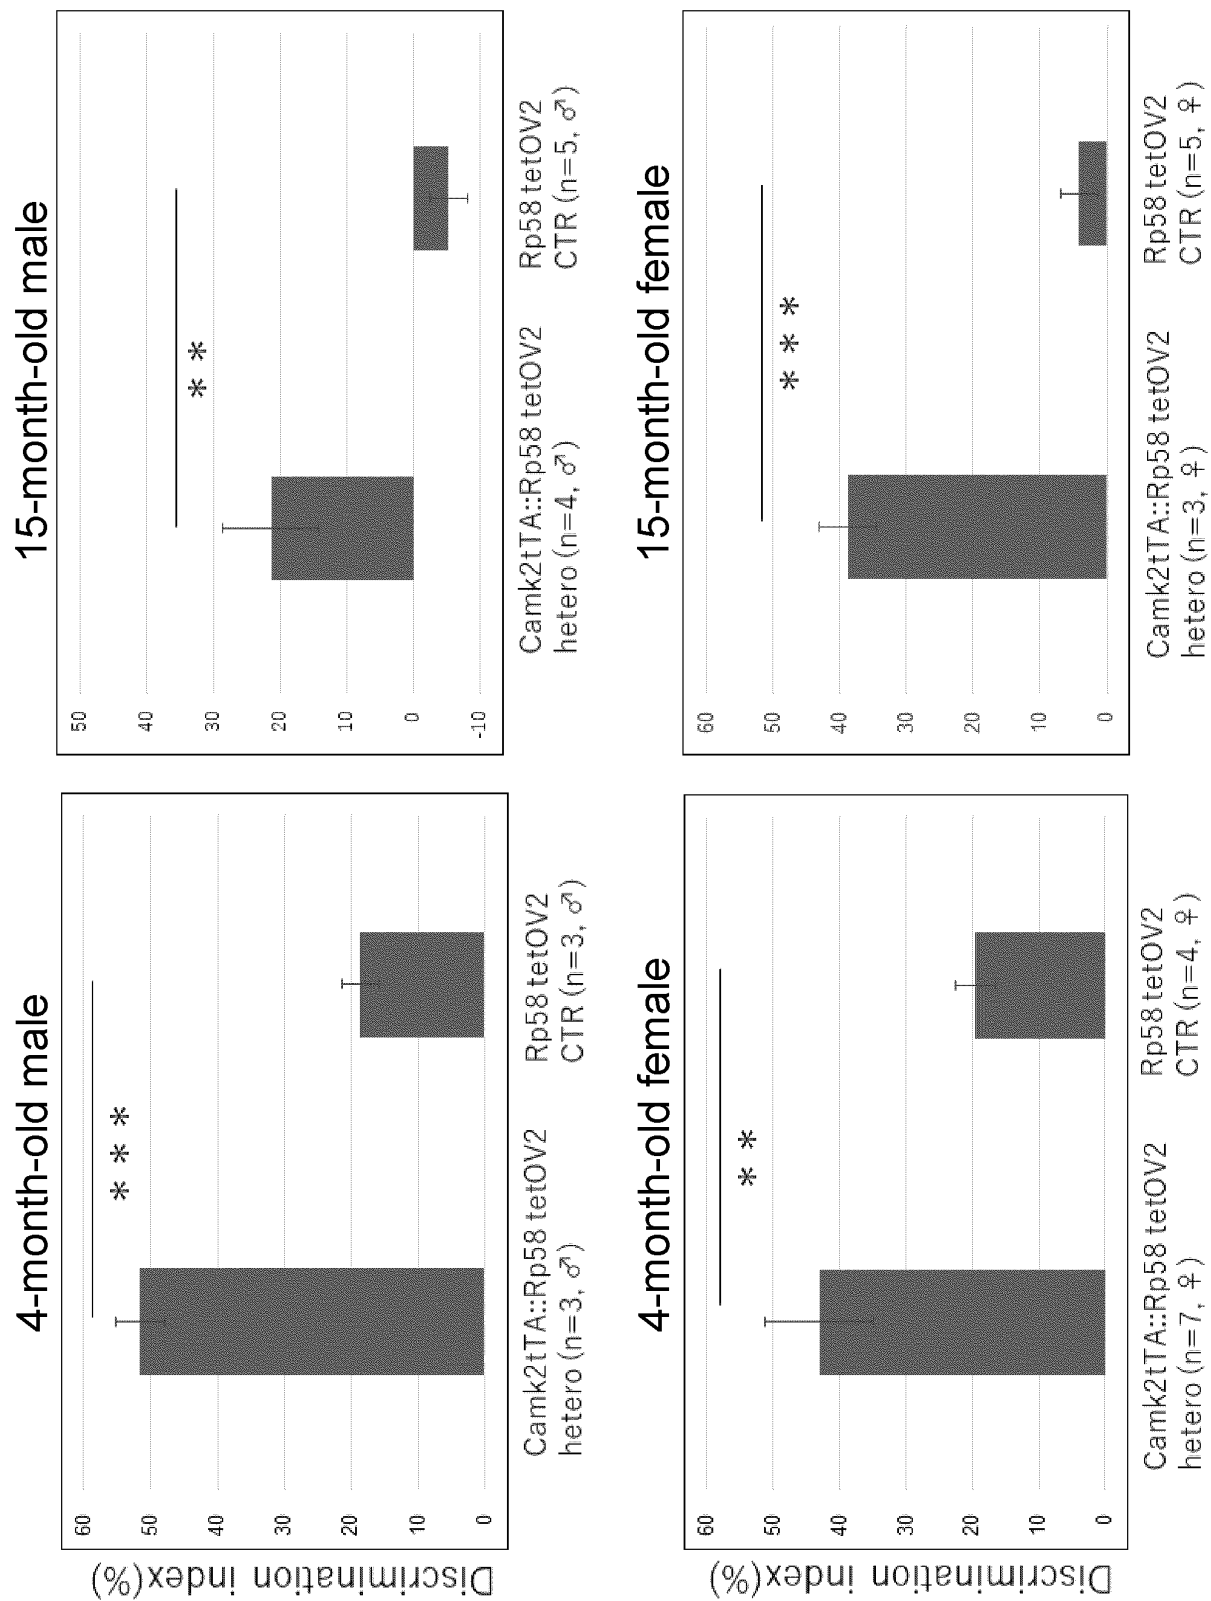 4-month-old male
Discrimination index(%)
60
50
40
30
20
10
0
* * *
Camk2tTA::Rp58 tetOV2
hetero (n=3, ♂)
Rp58 tetOV2
CTR (n=3, ♂)
15-month-old male
50
40
30
20
10
0
-10
* *
Camk2tTA::Rp58 tetOV2
hetero (n=4, ♂)
Rp58 tetOV2
CTR (n=5, ♂)
4-month-old female
Discrimination index(%)
60
50
40
30
20
10
0
* *
Camk2tTA::Rp58 tetOV2
hetero (n=7, ♀)
Rp58 tetOV2
CTR (n=4, ♀)
15-month-old female
60
50
40
30
20
10
0
* * *
Camk2tTA::Rp58 tetOV2
hetero (n=3, ♀)
Rp58 tetOV2
CTR (n=5, ♀)